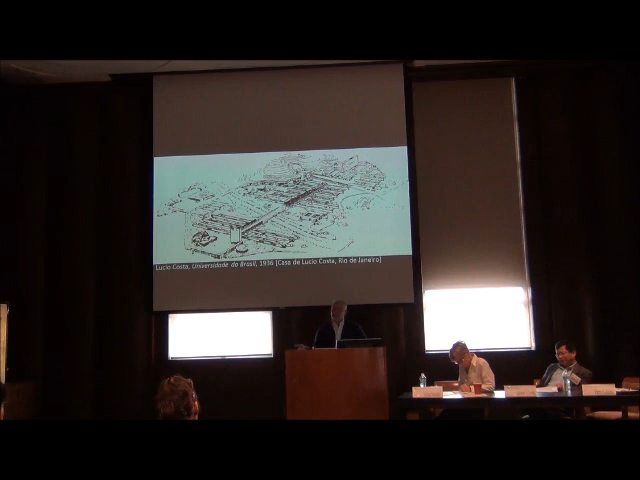 Lucio Costa, Universidade do Brasil, 1936 [Casa de Lucio Costa, Rio de Janeiro]